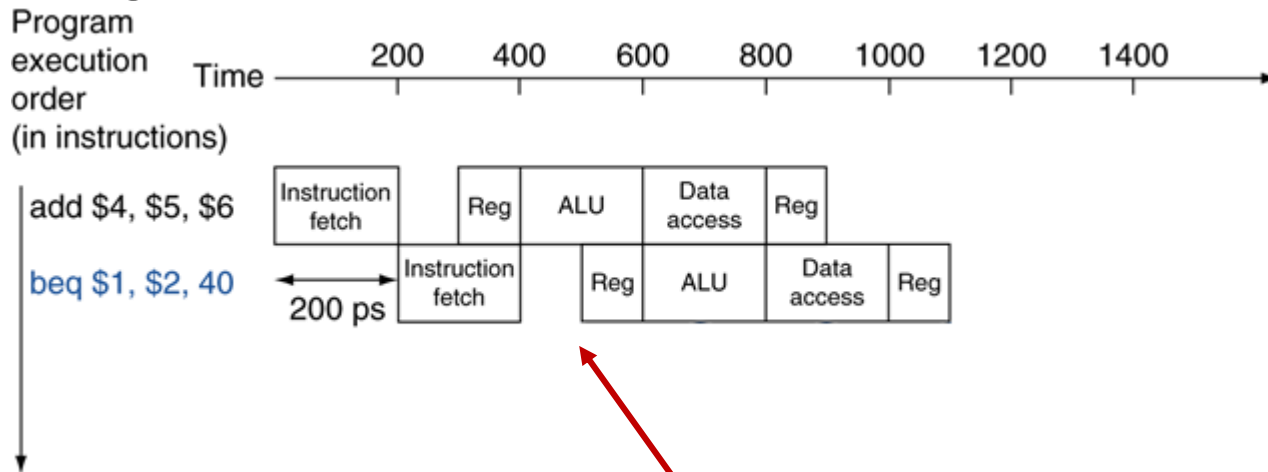 Program
execution
order
(in instructions)
Time
200 400 600 800 1000 1200 1400
add $4, $5, $6
Instruction
fetch
Reg
ALU
Data
access
Reg
beq $1, $2, 40
200 ps
Instruction
fetch
Reg
ALU
Data
access
Reg